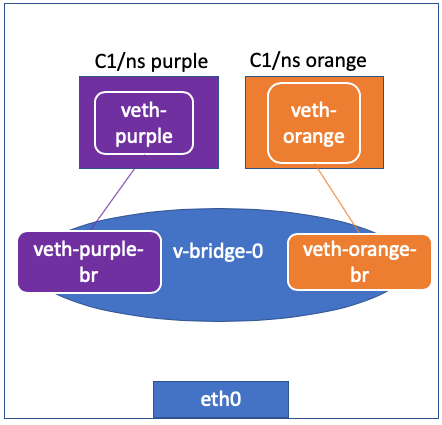 C1/ns purple
C1/ns orange
veth-
purple
veth-
orange
veth-purple-
br
v-bridge-0
veth-orange-
br
eth0